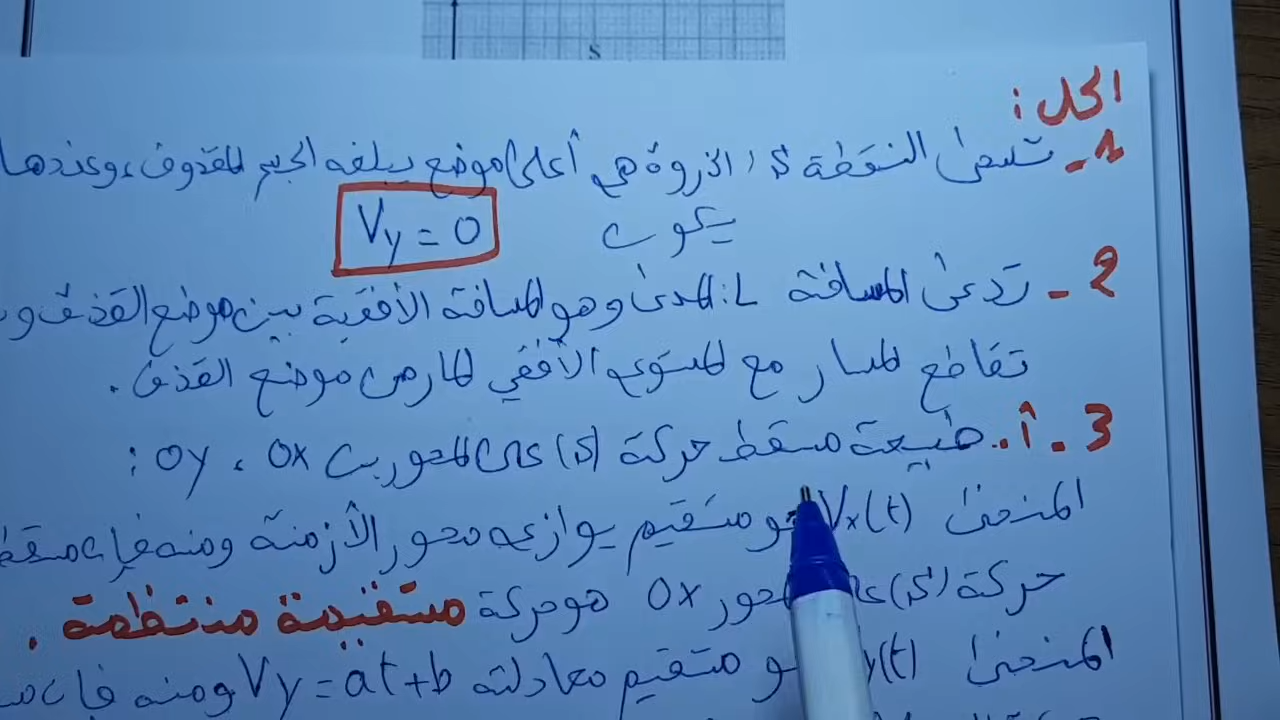 S
الحل :
1 - تسمى النقطة S ; الذروة هي أعلى موضع يبلغه الجسم المقذوف، وعندها
يكون Vy = 0
2 - تدعى المسافة L : المدى وهو المسافة الأفقية بين موضع القذف و
تقاطع المسار مع المستوي الأفقي المار من موضع القذف .
3 - أ . طبيعة مسقط حركة (S) على المحورين ox ، oy :
المنحنى Vx(t) هو مستقيم يوازي محور الأزمنة ومنه فإن مسقط
حركة (S) على المحور ox هو حركة مستقيمة منتظمة .
المنحنى y(t) هو مستقيم معادلته Vy = at+b ومنه فإن